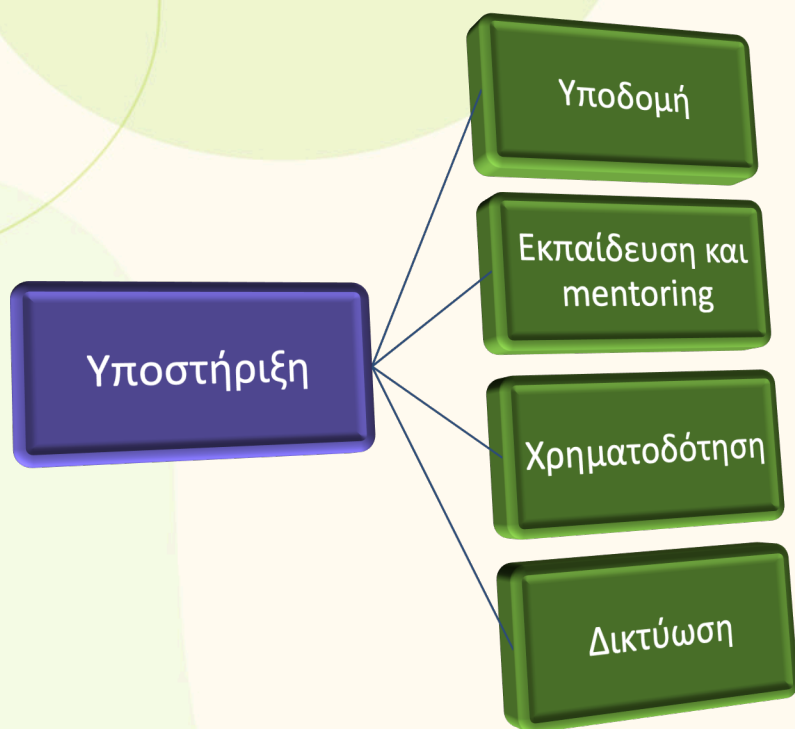 Υποστήριξη
Υποδομή
Εκπαίδευση και
mentoring
Χρηματοδότηση
Δικτύωση